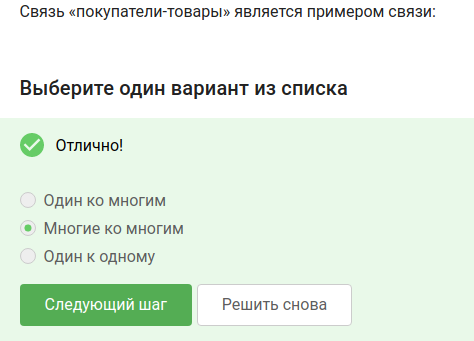 Связь «покупатели-товары» является примером связи:
Выберите один вариант из списка
Отлично!
Один ко многим
Многие ко многим
Один к одному
Следующий шаг
Решить снова